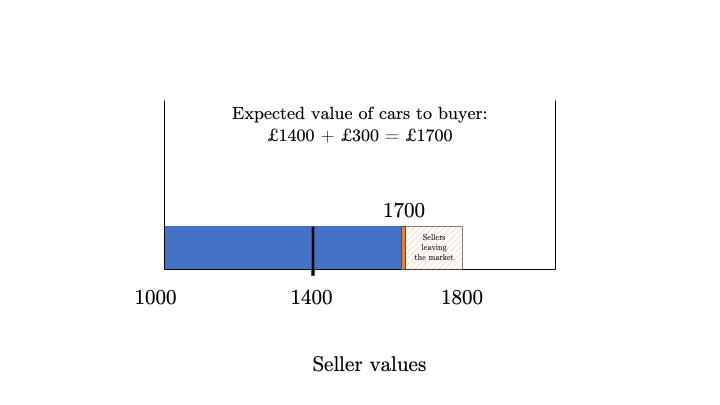 Expected value of cars to buyer:
£1400 + £300 = £1700
1700
Sellers
leaving
the market
1000 1400 1800
Seller values